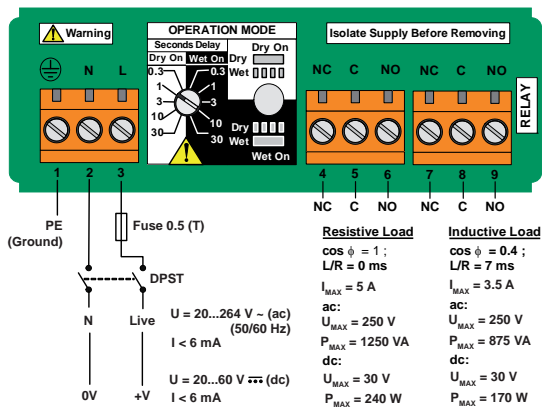 Warning
OPERATION MODE
Isolate Supply Before Removing
Seconds Delay
Dry On
Wet On
Dry On
Dry
Wet
N
L
0.3
0.3
1
1
3
3
10
10
30
30
Dry
Wet
Wet On
NC C NO
NC C NO
RELAY
1 2 3
4 5 6
7 8 9
PE
(Ground)
NC C NO
NC C NO
Fuse 0.5 (T)
DPST
N
Live
0V
+V
U = 20...264 V ~ (ac)
(50/60 Hz)
I < 6 mA
U = 20...60 V ⎓ (dc)
I < 6 mA
Resistive Load
cos ϕ = 1 ;
L/R = 0 ms
IMAX = 5 A
ac:
UMAX = 250 V
PMAX = 1250 VA
dc:
UMAX = 30 V
PMAX = 240 W
Inductive Load
cos ϕ = 0.4 ;
L/R = 7 ms
IMAX = 3.5 A
ac:
UMAX = 250 V
PMAX = 875 VA
dc:
UMAX = 30 V
PMAX = 170 W